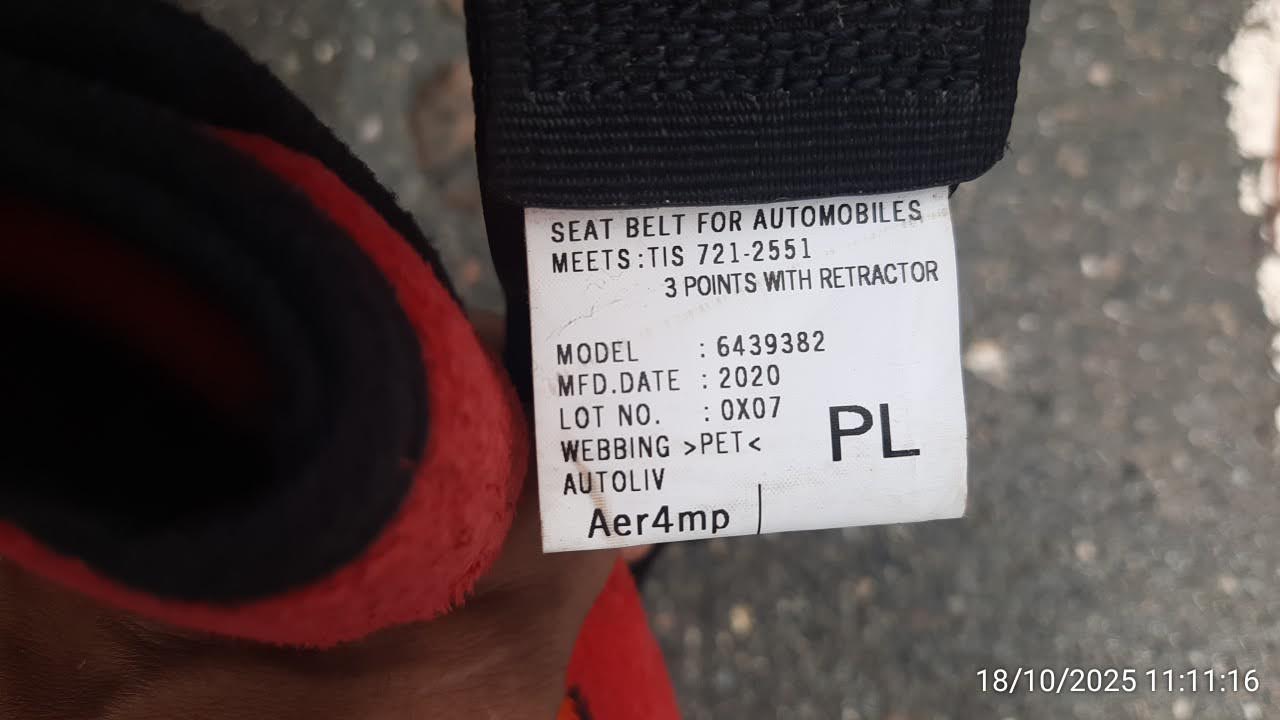 SEAT BELT FOR AUTOMOBILES
MEETS:TIS 721-2551
3 POINTS WITH RETRACTOR
MODEL : 6439382
MFD.DATE : 2020
LOT NO. : 0X07
WEBBING >PET<
PL
AUTOLIV
Aer4mp
18/10/2025 11:11:16